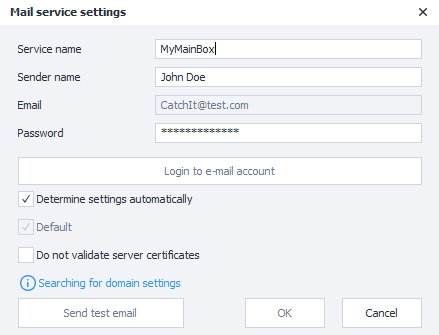 Mail service settings
Service name MyMainBox
Sender name John Doe
Email CatchIt@test.com
Password *************
Login to e-mail account
Determine settings automatically
Default
Do not validate server certificates
Searching for domain settings
Send test email OK Cancel